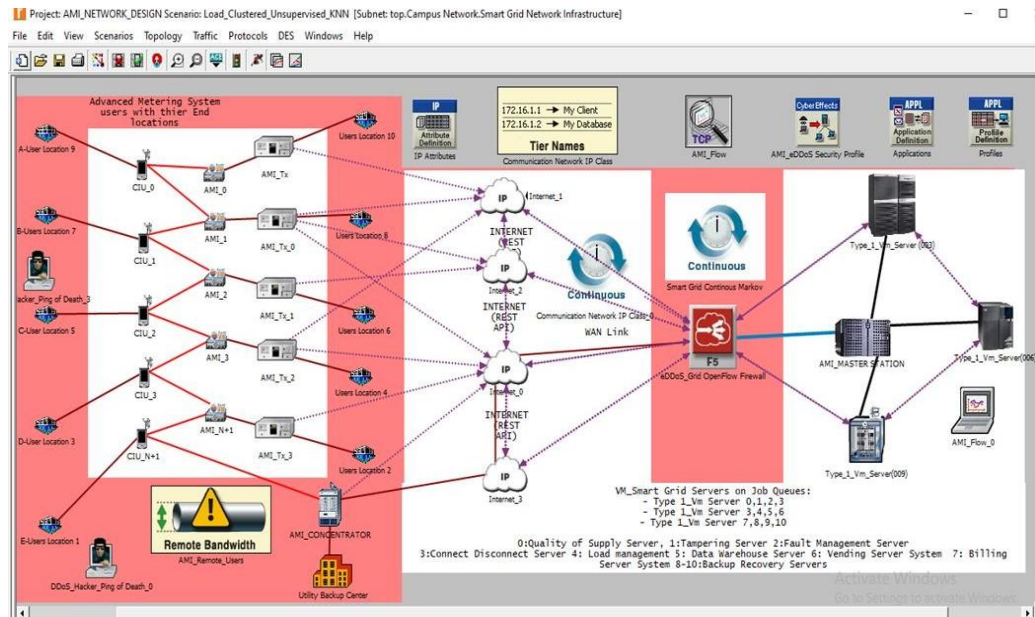 Project: AMI_NETWORK_DESIGN Scenario: Load_Clustered_Unsupervised_KNN [Subnet: top.Campus Network.Smart Grid Network Infrastructure]
File Edit View Scenarios Topology Traffic Protocols DES Windows Help
Advanced Metering System
users with thier End
locations
A-User Location 9
CIU_0
AMI_0
AMI_Tx
Users Location 10
B-Users Location 7
CIU_1
AMI_1
AMI_Tx_0
Users Location 8
acker_Ping of Death_3
C-User Location 5
CIU_2
AMI_2
AMI_Tx_1
Users Location 6
CIU_3
AMI_3
AMI_Tx_2
Users Location 4
D-User Location 3
CIU_N+1
AMI_N+1
AMI_Tx_3
Users Location 2
E-Users Location 1
DDoS_Hacker_Ping of Death_0
Remote Bandwidth
AMI_Remote_Users
AMI_CONCENTRATOR
Utility Backup Center
IP
Attribute
Definition
IP Attributes
172.16.1.1 → My Client
172.16.1.2 → My Database
Tier Names
Communication Network IP Class
TCP
AMI_Flow
CyberEffects
AMI_eDDoS Security Profile
APPL
Application
Definition
Applications
APPL
Profile
Definition
Profiles
IP
Internet_1
INTERNET
(REST
IP
Internet_2
INTERNET
(REST
API)
IP
Internet_0
INTERNET
(REST
API)
IP
Internet_3
Continuous
Communication Network IP Class_0
WAN Link
Continuous
Smart Grid Continous Markov
F5
eDDoS_Grid OpenFlow Firewall
Type_1_Vm_Server (003)
AMI_MASTER STATION
Type_1_Vm_Server(006)
Type_1_Vm_Server(009)
AMI_Flow_0
VM_Smart Grid Servers on Job Queues:
- Type 1_Vm Server 0,1,2,3
- Type 1_Vm Server 3,4,5,6
- Type 1_Vm Server 7,8,9,10
0:Quality of Supply Server, 1:Tampering Server 2:Fault Management Server
3:Connect Disconnect Server 4: Load management 5: Data Warehouse Server 6: Vending Server System 7: Billing
Server System 8-10:Backup Recovery Servers
Activate Windows
Go to Settings to activate Windows.